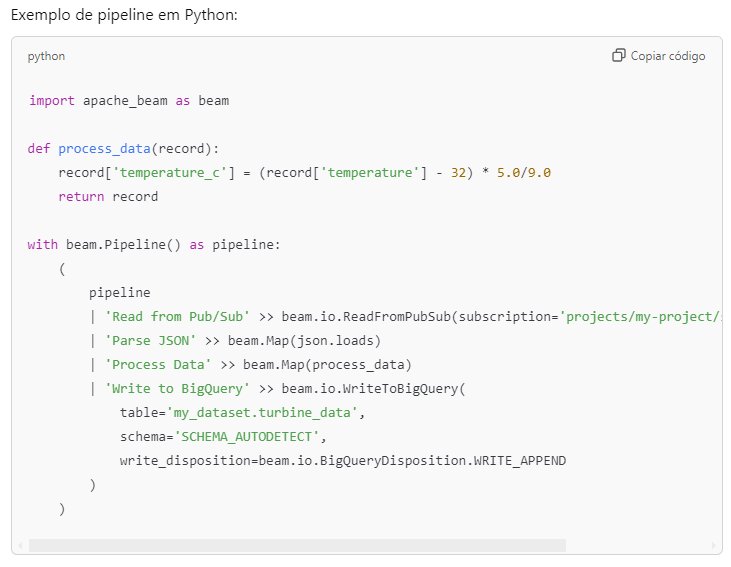 Exemplo de pipeline em Python:
python
Copiar código
import apache_beam as beam
def process_data(record):
    record['temperature_c'] = (record['temperature'] - 32) * 5.0/9.0
    return record
with beam.Pipeline() as pipeline:
    (
        pipeline
        | 'Read from Pub/Sub' >> beam.io.ReadFromPubSub(subscription='projects/my-project/
        | 'Parse JSON' >> beam.Map(json.loads)
        | 'Process Data' >> beam.Map(process_data)
        | 'Write to BigQuery' >> beam.io.WriteToBigQuery(
            table='my_dataset.turbine_data',
            schema='SCHEMA_AUTODETECT',
            write_disposition=beam.io.BigQueryDisposition.WRITE_APPEND
        )
    )